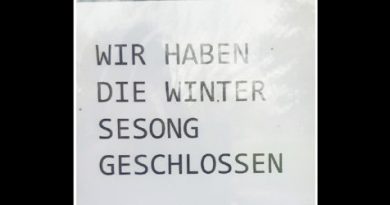 WIR HABEN
DIE WINTER
SESONG
GESCHLOSSEN